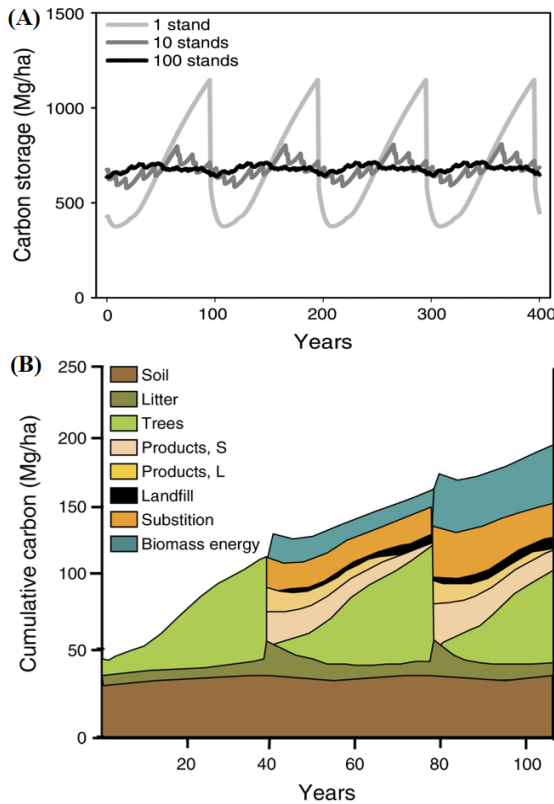 (A)
1500
1000
500
0
Carbon storage (Mg/ha)
1 stand
10 stands
100 stands
0 100 200 300 400
Years
(B)
250
200
150
100
50
0
Cumulative carbon (Mg/ha)
Soil
Litter
Trees
Products, S
Products, L
Landfill
Substition
Biomass energy
20 40 60 80 100
Years